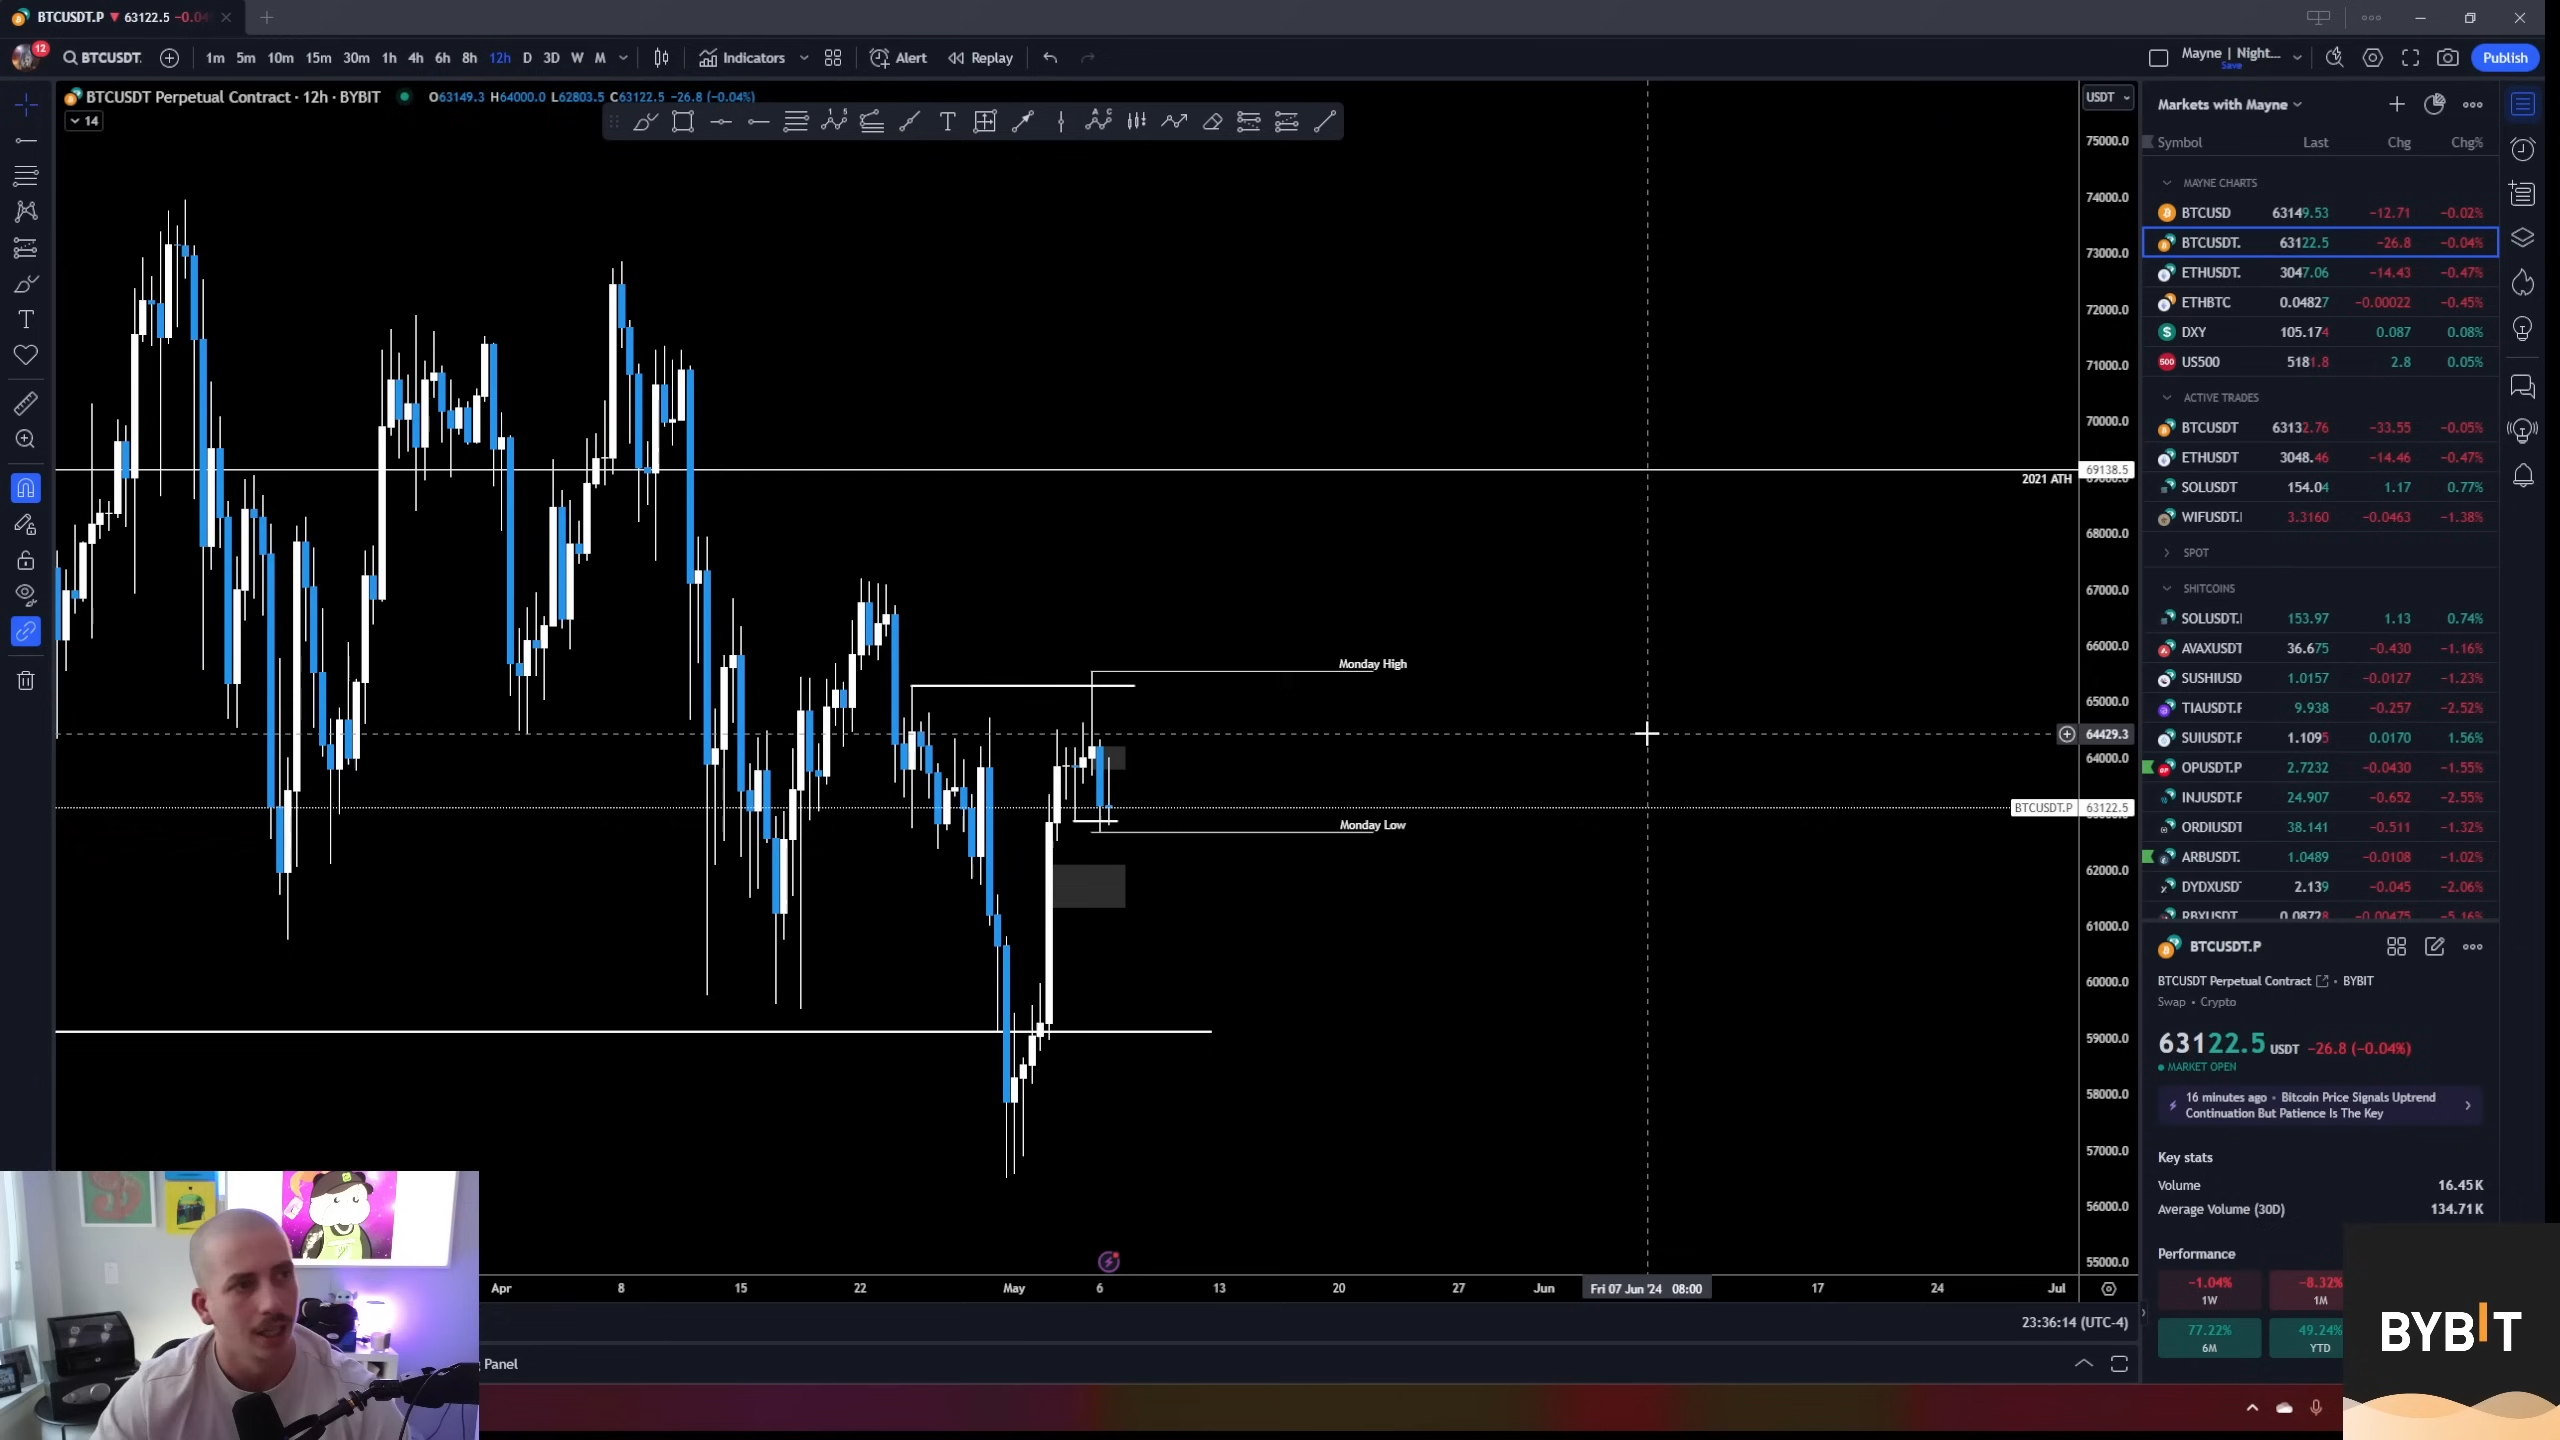 BTCUSDT.P ▼ 63122.5 −0.04
12
BTCUSDT. 1m 5m 10m 15m 30m 1h 4h 6h 8h 12h D 3D W M Indicators Alert Replay Mayne | Night... Save Publish
BTCUSDT Perpetual Contract · 12h · BYBIT O63149.3 H64000.0 L62803.5 C63122.5 −26.8 (−0.04%)
14
USDT
75000.0
74000.0
73000.0
72000.0
71000.0
70000.0
69138.5
2021 ATH
68000.0
67000.0
66000.0
Monday High
65000.0
64429.3
64000.0
BTCUSDT.P 63122.5
Monday Low
62000.0
61000.0
60000.0
59000.0
58000.0
57000.0
56000.0
55000.0
Apr 8 15 22 May 6 13 20 27 Jun Fri 07 Jun '24 08:00 17 24 Jul
23:36:14 (UTC-4)
Panel
Markets with Mayne
Symbol Last Chg Chg%
MAYNE CHARTS
BTCUSD 63149.53 −12.71 −0.02%
BTCUSDT. 63122.5 −26.8 −0.04%
ETHUSDT. 3047.06 −14.43 −0.47%
ETHBTC 0.04827 −0.00022 −0.45%
DXY 105.174 0.087 0.08%
US500 5181.8 2.8 0.05%
ACTIVE TRADES
BTCUSDT 63132.76 −33.55 −0.05%
ETHUSDT 3048.46 −14.46 −0.47%
SOLUSDT 154.04 1.17 0.77%
WIFUSDT.I 3.3160 −0.0463 −1.38%
SPOT
SHITCOINS
SOLUSDT.I 153.97 1.13 0.74%
AVAXUSDT 36.675 −0.430 −1.16%
SUSHIUSD 1.0157 −0.0127 −1.23%
TIAUSDT.F 9.938 −0.257 −2.52%
SUIUSDT.F 1.1095 0.0170 1.56%
OPUSDT.P 2.7232 −0.0430 −1.55%
INJUSDT.F 24.907 −0.652 −2.55%
ORDIUSDT 38.141 −0.511 −1.32%
ARBUSDT. 1.0489 −0.0108 −1.02%
DYDXUSD 2.139 −0.045 −2.06%
RBXUSDT 0.08728 −0.00475 −5.16%
BTCUSDT.P
BTCUSDT Perpetual Contract • BYBIT
Swap • Crypto
63122.5 USDT −26.8 (−0.04%)
MARKET OPEN
16 minutes ago • Bitcoin Price Signals Uptrend
Continuation But Patience Is The Key
Key stats
Volume 16.45K
Average Volume (30D) 134.71K
Performance
−1.04% −8.32%
1W 1M
77.22% 49.24%
6M YTD
BYBIT